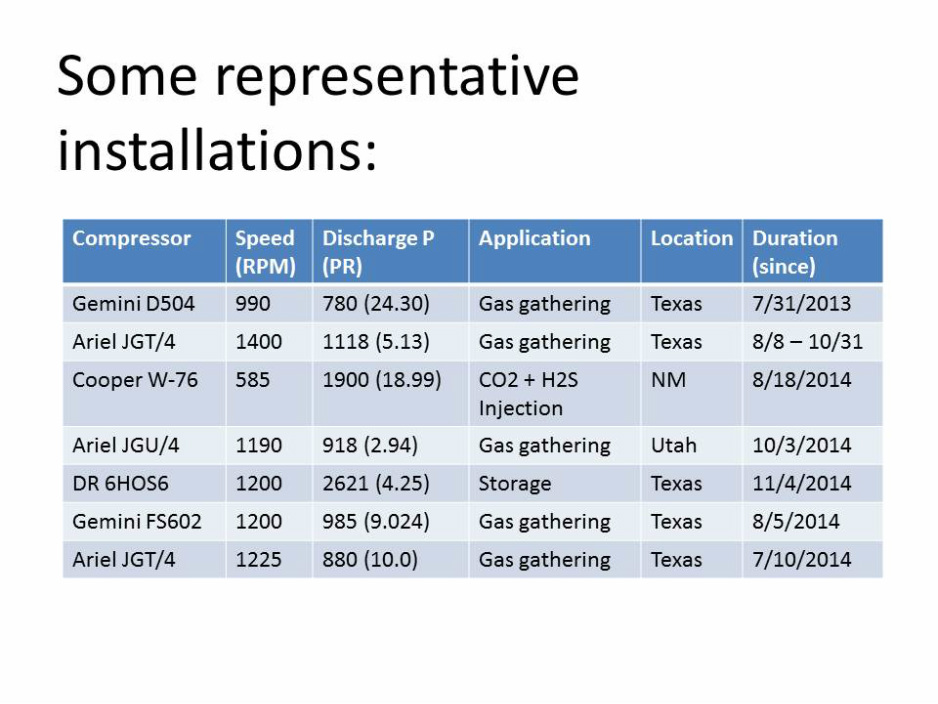 Some representative
installations:
Compressor Speed (RPM) Discharge P (PR) Application Location Duration (since)
Gemini D504 990 780 (24.30) Gas gathering Texas 7/31/2013
Ariel JGT/4 1400 1118 (5.13) Gas gathering Texas 8/8 – 10/31
Cooper W-76 585 1900 (18.99) CO2 + H2S Injection NM 8/18/2014
Ariel JGU/4 1190 918 (2.94) Gas gathering Utah 10/3/2014
DR 6HOS6 1200 2621 (4.25) Storage Texas 11/4/2014
Gemini FS602 1200 985 (9.024) Gas gathering Texas 8/5/2014
Ariel JGT/4 1225 880 (10.0) Gas gathering Texas 7/10/2014